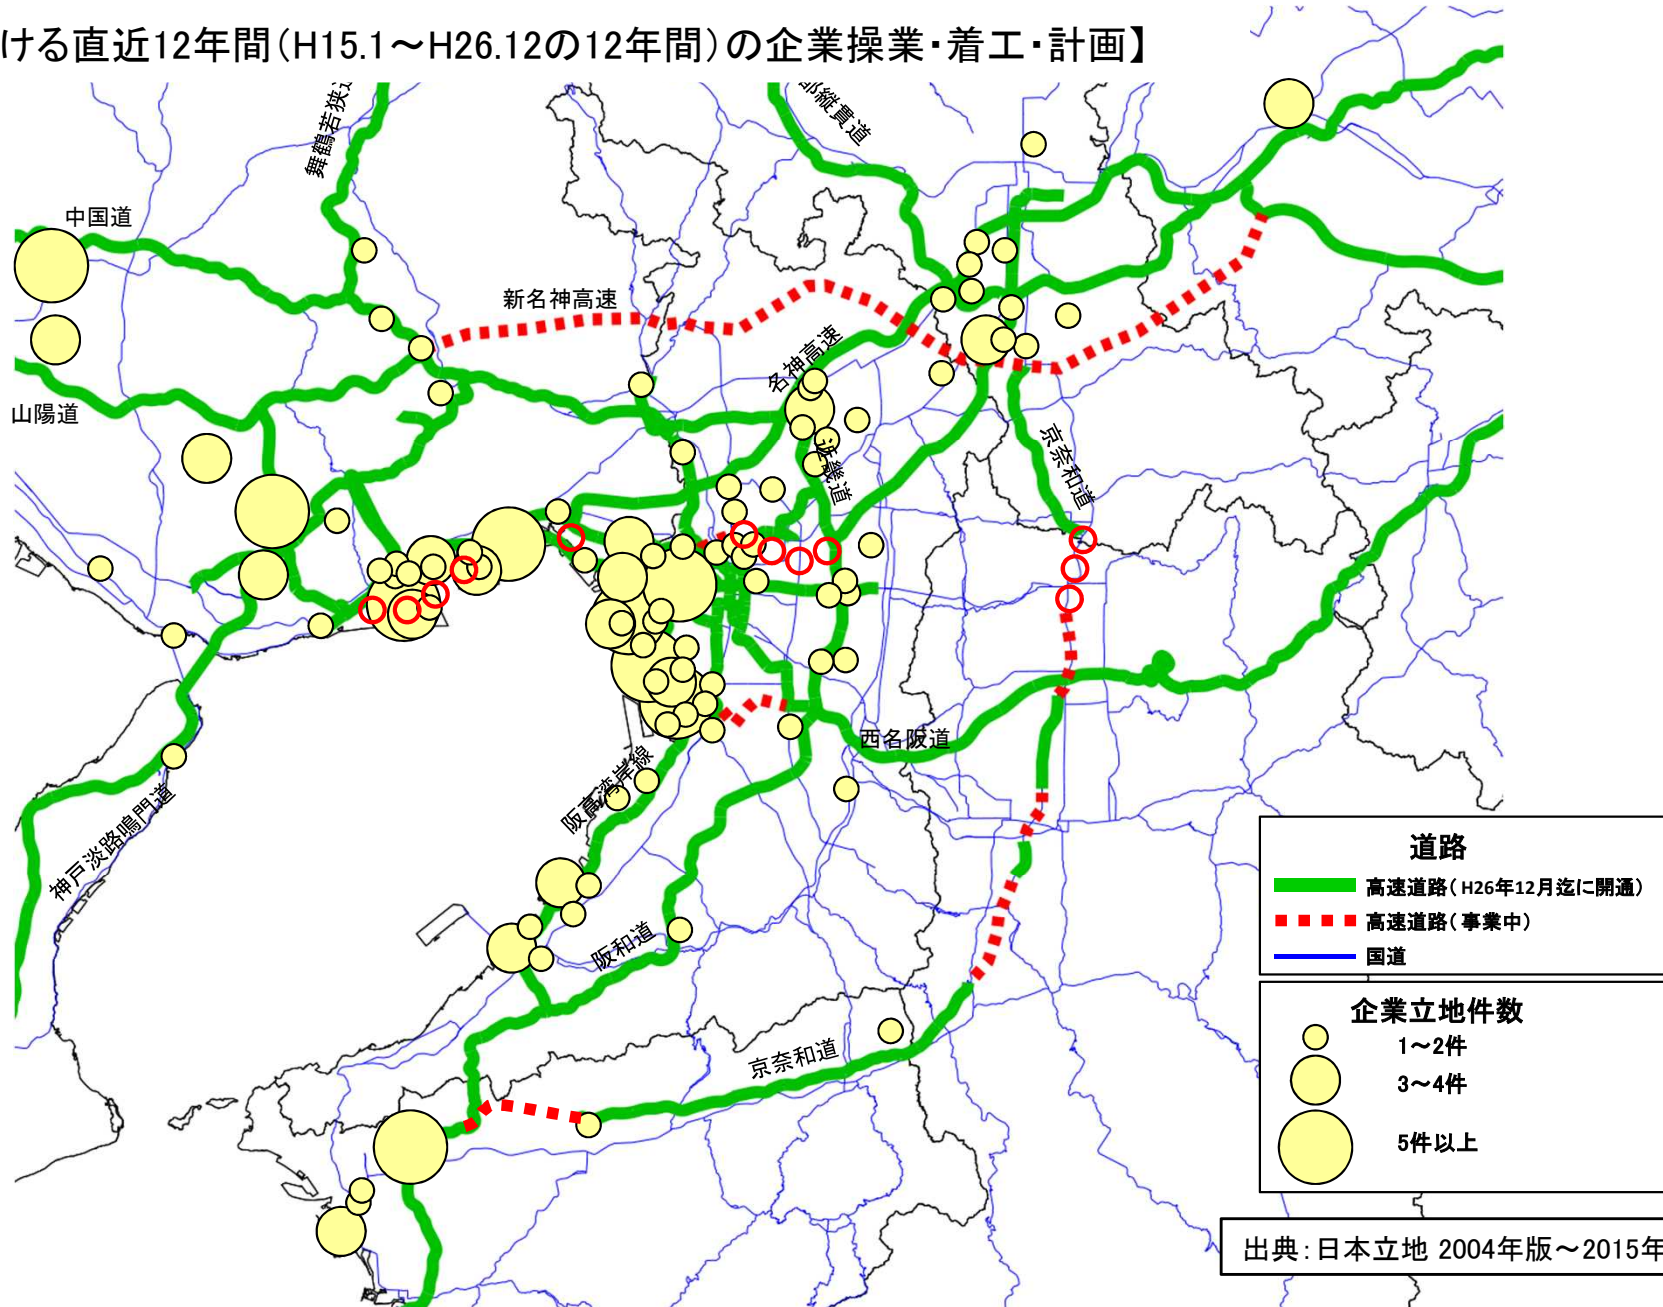 ける直近12年間(H15.1～H26.12の12年間)の企業操業・着工・計画】
舞鶴若狭道
都縦貫道
中国道
新名神高速
名神高速
山陽道
近畿道
京奈和道
西名阪道
阪高湾岸線
神戸淡路鳴門道
阪和道
京奈和道
道路
高速道路(H26年12月迄に開通)
高速道路(事業中)
国道
企業立地件数
1～2件
3～4件
5件以上
出典:日本立地 2004年版～2015年